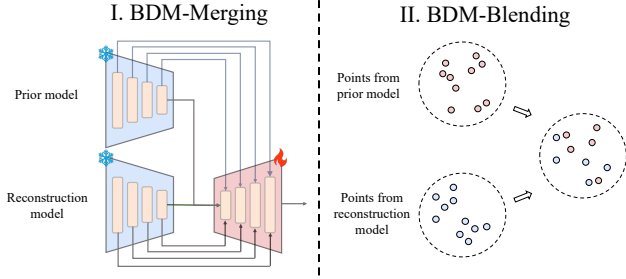 I. BDM-Merging
Prior model
Reconstruction
model
II. BDM-Blending
Points from
prior model
Points from
reconstruction
model